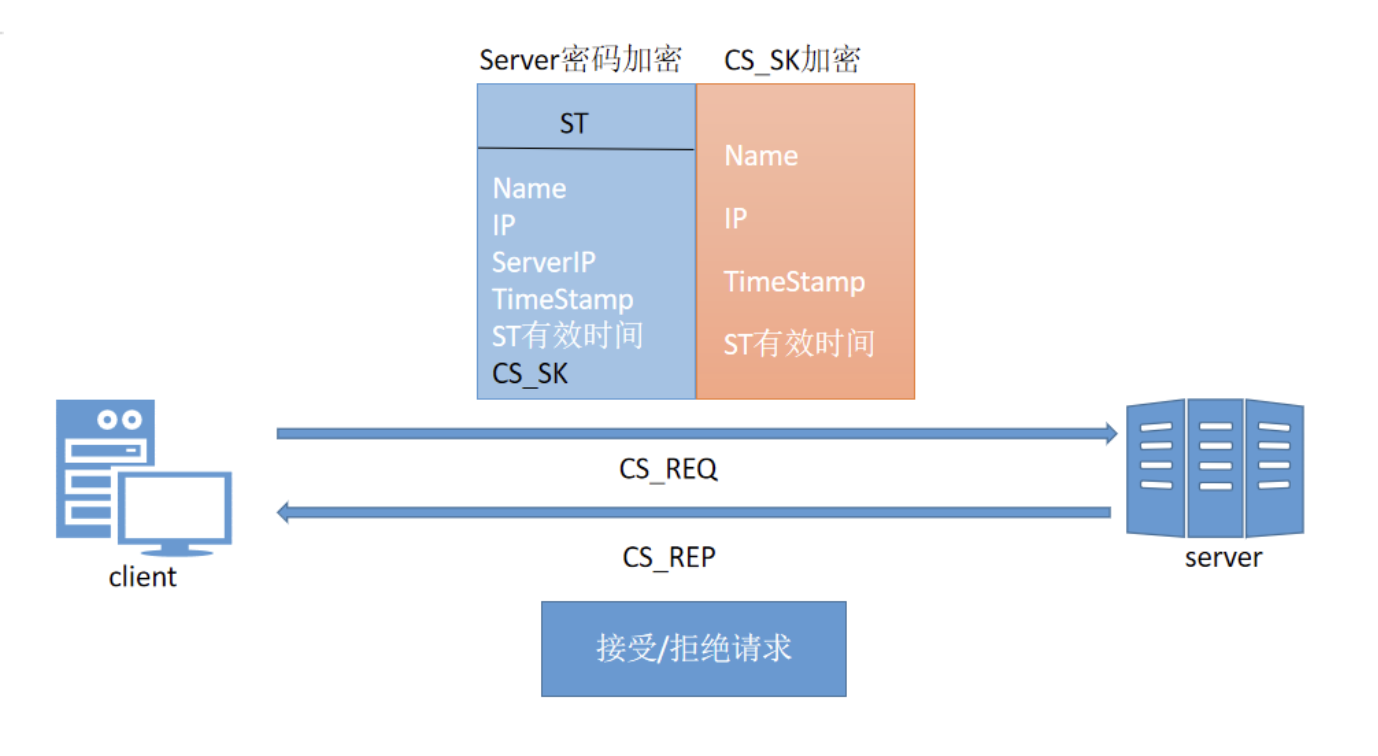 Server密码加密
CS_SK加密
ST
Name
IP
ServerIP
TimeStamp
ST有效时间
CS_SK
Name
IP
TimeStamp
ST有效时间
CS_REQ
CS_REP
client
server
接受/拒绝请求